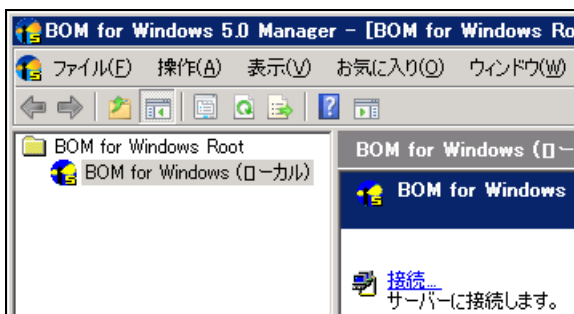 BOM for Windows 5.0 Manager - [BOM for Windows Ro
ファイル(F) 操作(A) 表示(V) お気に入り(O) ウィンドウ(W)
BOM for Windows Root
BOM for Windows (ローカル)
BOM for Windows (ロー
BOM for Windows
接続...
サーバーに接続します。